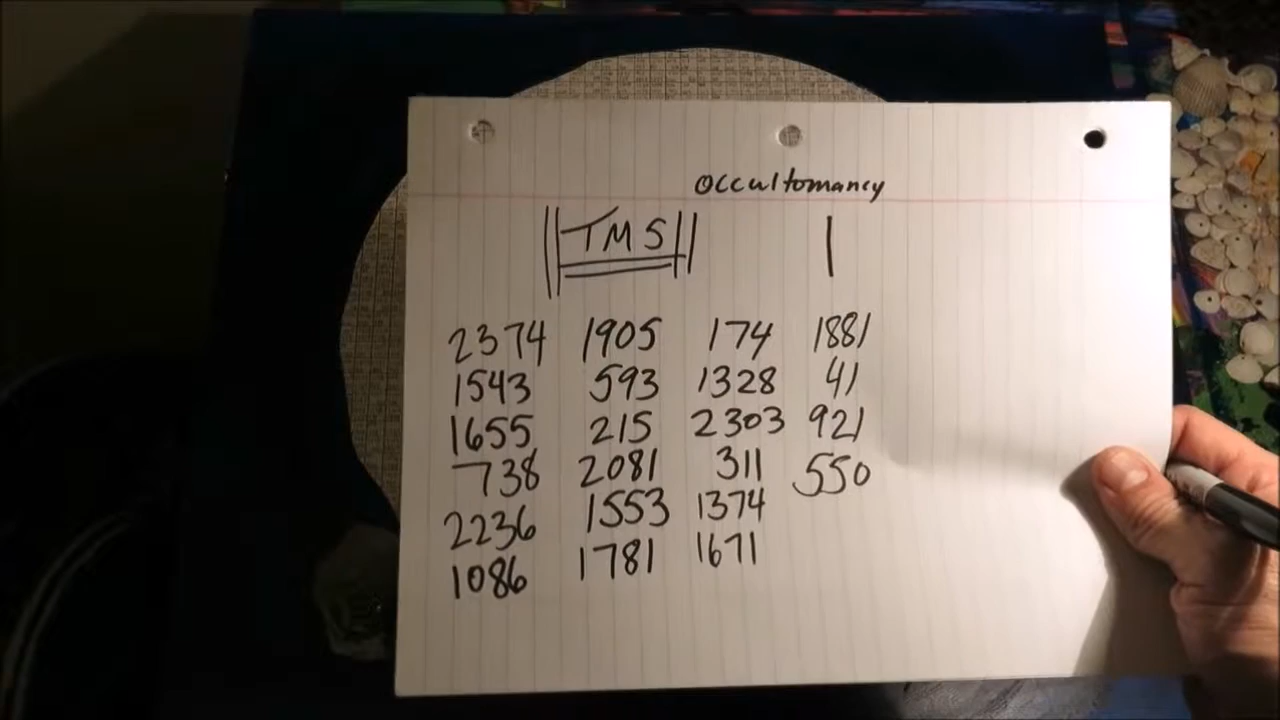 Occultomancy
TMS |
2374 1905 174 1881
1543 593 1328 41
1655 215 2303 921
738 2081 311 550
2236 1553 1374
1086 1781 1671